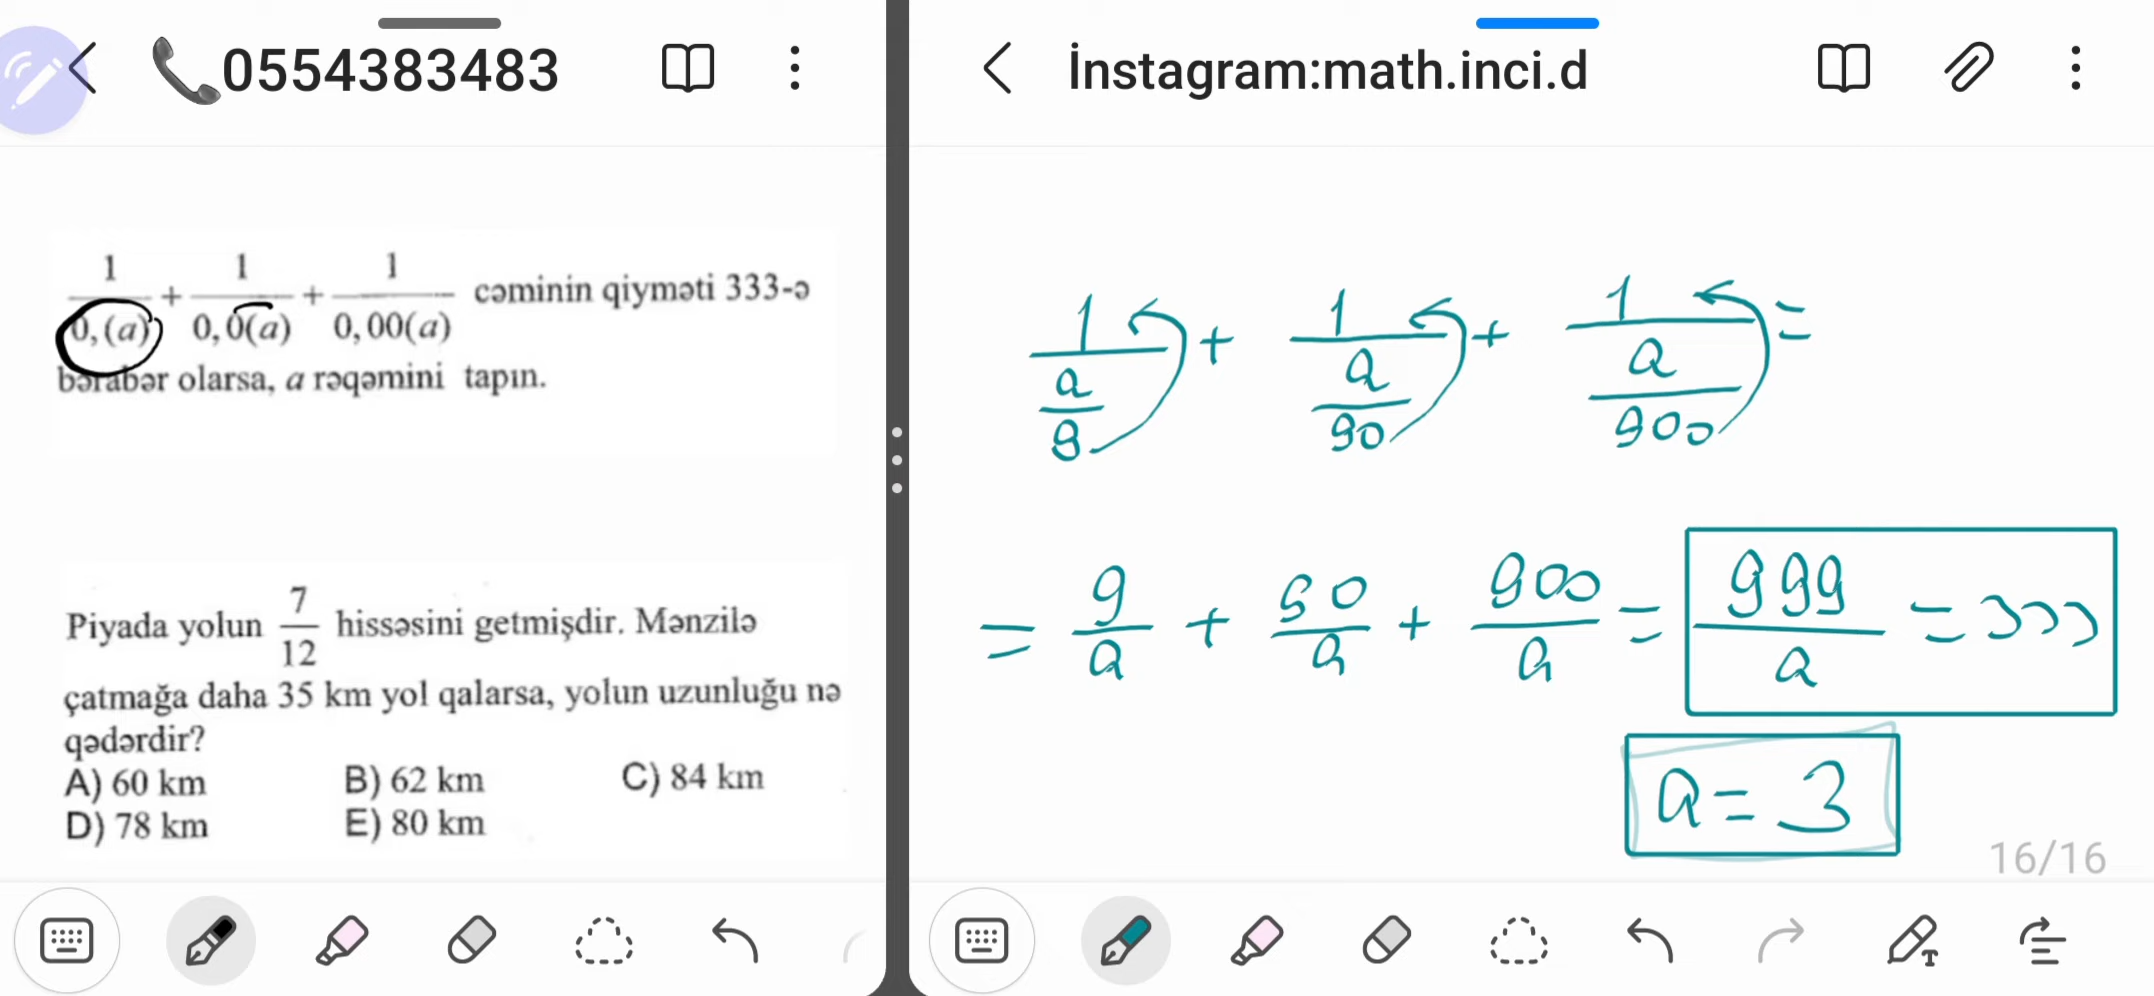 0554383483
1/0,(a) + 1/0,0(a) + 1/0,00(a) cəminin qiyməti 333-ə
bərabər olarsa, a rəqəmini tapın.
Piyada yolun 7/12 hissəsini getmişdir. Mənzilə
çatmağa daha 35 km yol qalarsa, yolun uzunluğu nə
qədərdir?
A) 60 km B) 62 km C) 84 km
D) 78 km E) 80 km
İnstagram:math.inci.d
1/(a/9) + 1/(a/90) + 1/(a/900) =
= 9/a + 90/a + 900/a = 999/a = 333
a = 3
16/16